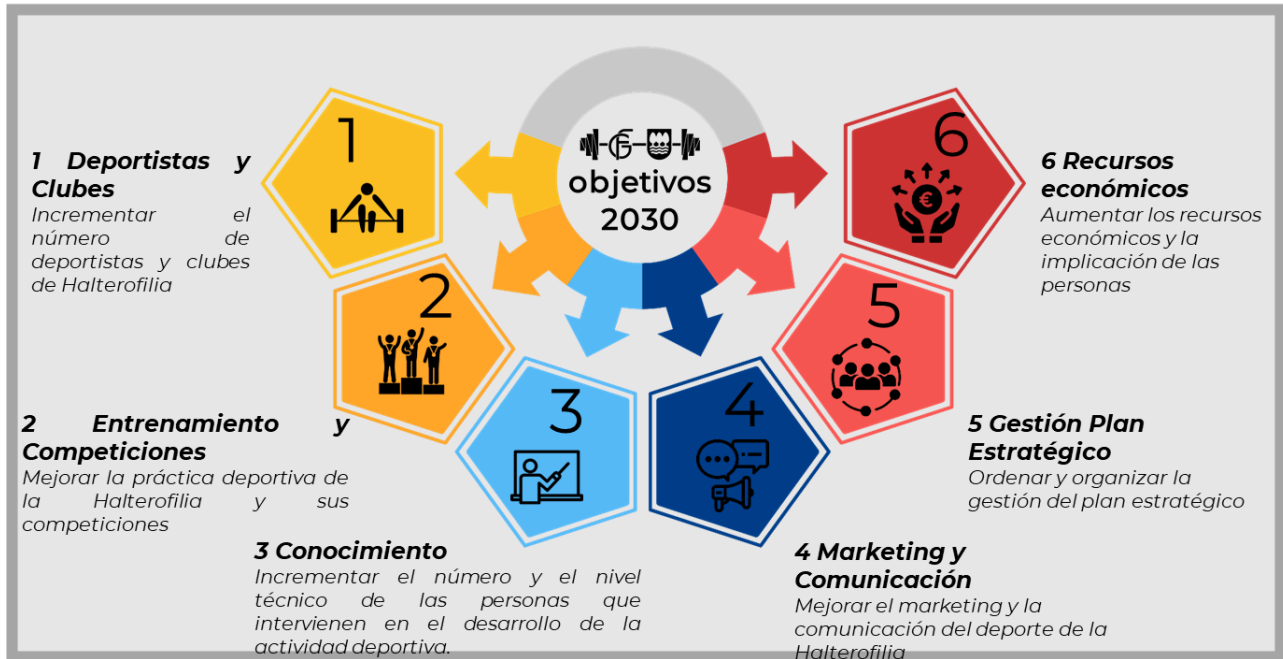 objetivos
2030
1
1 Deportistas y
Clubes
Incrementar el
número de
deportistas y clubes
de Halterofilia
2
2 Entrenamiento y
Competiciones
Mejorar la práctica deportiva de
la Halterofilia y sus
competiciones
3
3 Conocimiento
Incrementar el número y el nivel
técnico de las personas que
intervienen en el desarrollo de la
actividad deportiva.
4
4 Marketing y
Comunicación
Mejorar el marketing y la
comunicación del deporte de la
Halterofilia
5
5 Gestión Plan
Estratégico
Ordenar y organizar la
gestión del plan estratégico
6
€
6 Recursos
económicos
Aumentar los recursos
económicos y la
implicación de las
personas